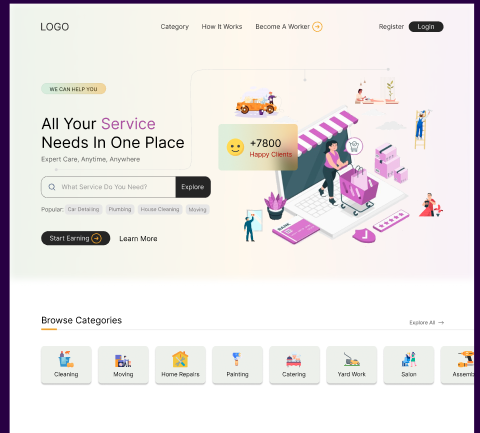 LOGO
Category
How It Works
Become A Worker
Register
Login
WE CAN HELP YOU
All Your Service
Needs In One Place
Expert Care, Anytime, Anywhere
What Service Do You Need?
Explore
Popular:
Car Detailing
Plumbing
House Cleaning
Moving
Start Earning
Learn More
+7800
Happy Clients
BANK
Browse Categories
Explore All
Cleaning
Moving
Home Repairs
Painting
Catering
Yard Work
Salon
Assemb